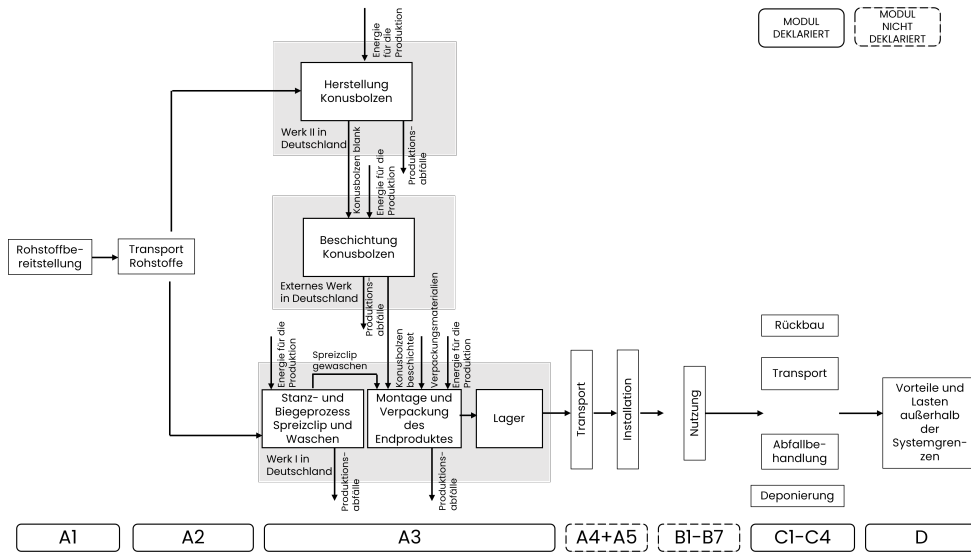 MODUL
DEKLARIERT
MODUL
NICHT
DEKLARIERT
Energie
für die
Produktion
Herstellung
Konusbolzen
Werk II in
Deutschland
Konusbolzen blank
Energie für die
Produktion
Produktions-
abfälle
Beschichtung
Konusbolzen
Externes Werk
in Deutschland
Produktions-
abfälle
Rohstoffbe-
reitstellung
Transport
Rohstoffe
Energie für die
Produktion
Spreizclip
gewaschen
Konusbolzen
beschichtet
Verpackungsmaterialien
Energie für die
Produktion
Stanz- und
Biegeprozess
Spreizclip und
Waschen
Montage und
Verpackung
des
Endproduktes
Lager
Werk I in
Deutschland
Produktions-
abfälle
Produktions-
abfälle
Transport
Installation
Nutzung
Rückbau
Transport
Abfallbe-
handlung
Deponierung
Vorteile und
Lasten
außerhalb
der
Systemgren-
zen
A1
A2
A3
A4+A5
B1-B7
C1-C4
D